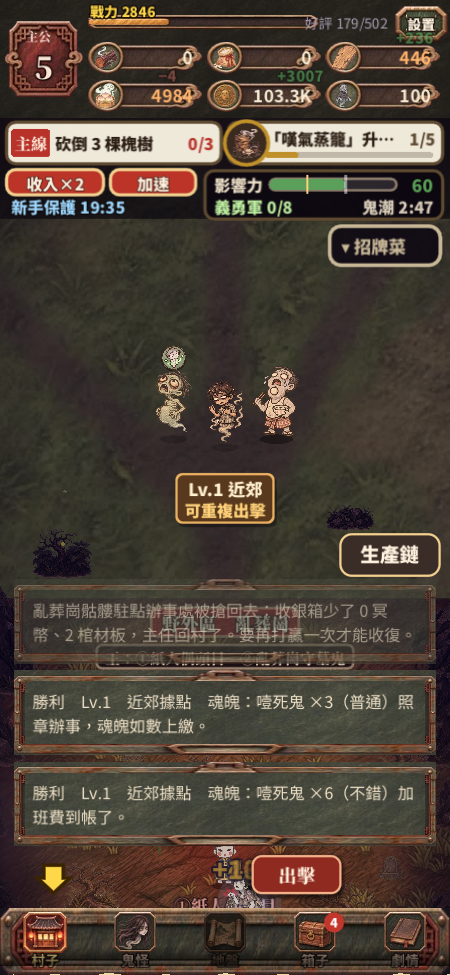 戰力 2846
好評 179/502
設置
主公
5
0
0
+236
446
-4
+3007
4984
103.3K
100
主線 砍倒 3 棵槐樹 0/3
「嘆氣蒸籠」升… 1/5
收入×2
加速
影響力 60
新手保護 19:35
義勇軍 0/8
鬼潮 2:47
▾招牌菜
Lv.1 近郊
可重複出擊
生產鏈
亂葬崗骷髏駐點辦事處被搶回去；收銀箱少了 0 冥
幣、2 棺材板，主任回村了。要再打贏一次才能收復。
勝利 Lv.1 近郊據點 魂魄：噎死鬼 ×3（普通）照
章辦事，魂魄如數上繳。
勝利 Lv.1 近郊據點 魂魄：噎死鬼 ×6（不錯）加
班費到帳了。
出擊
4
村子
鬼怪
地盤
箱子
劇情